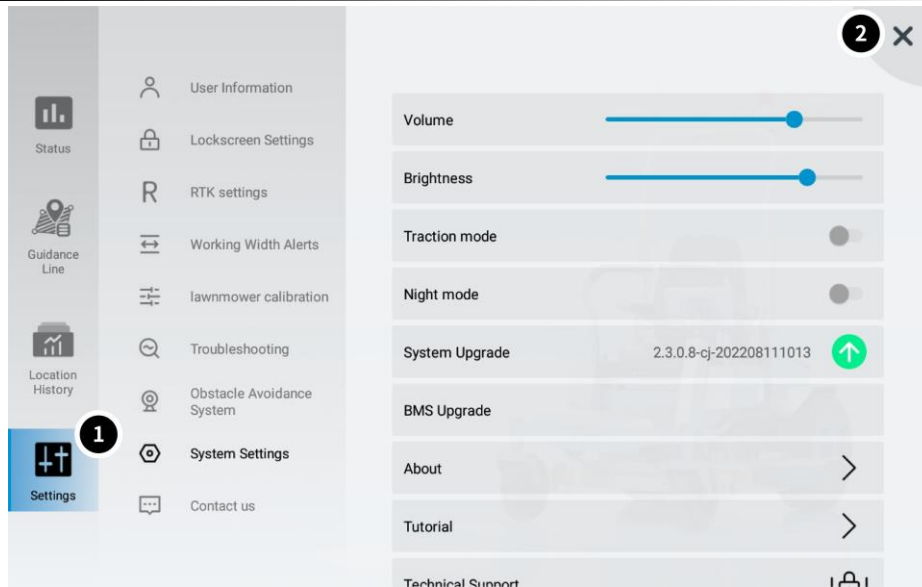 2
Status
Guidance
Line
Location
History
1
Settings
User Information
Lockscreen Settings
R
RTK settings
Working Width Alerts
lawnmower calibration
Troubleshooting
Obstacle Avoidance
System
System Settings
Contact us
Volume
Brightness
Traction mode
Night mode
System Upgrade 2.3.0.8-cj-202208111013
BMS Upgrade
About
Tutorial
Technical Support